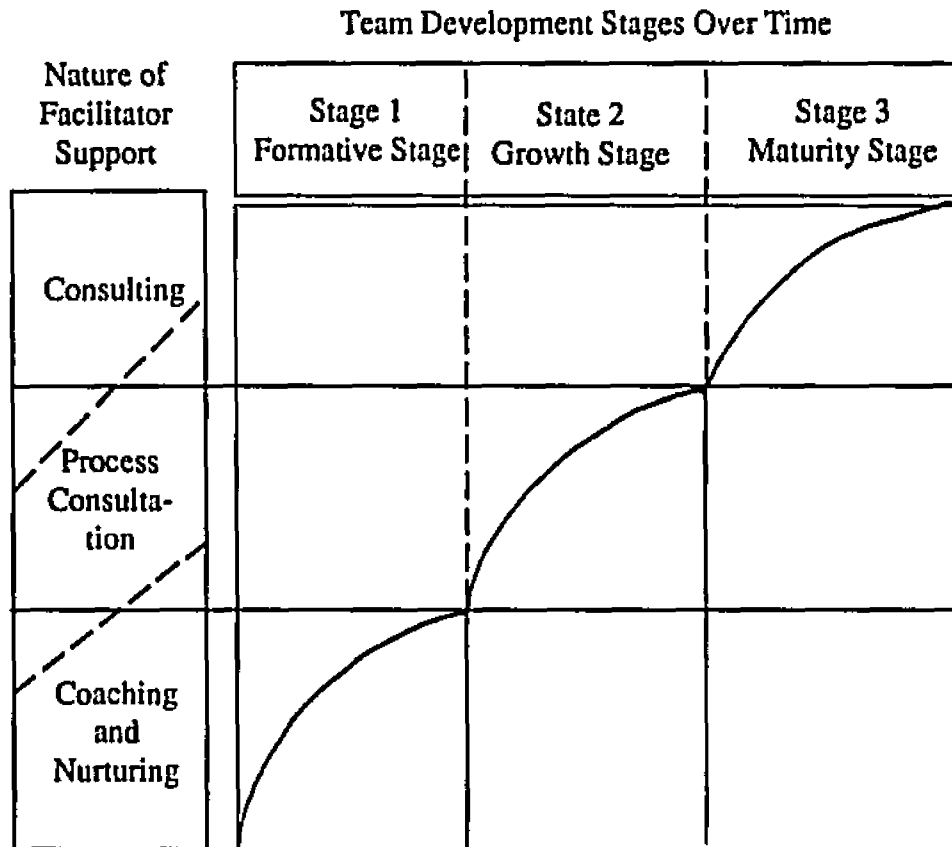 Team Development Stages Over Time
Nature of
Facilitator
Support
Stage 1
Formative Stage
State 2
Growth Stage
Stage 3
Maturity Stage
Consulting
Process
Consulta-
tion
Coaching
and
Nurturing